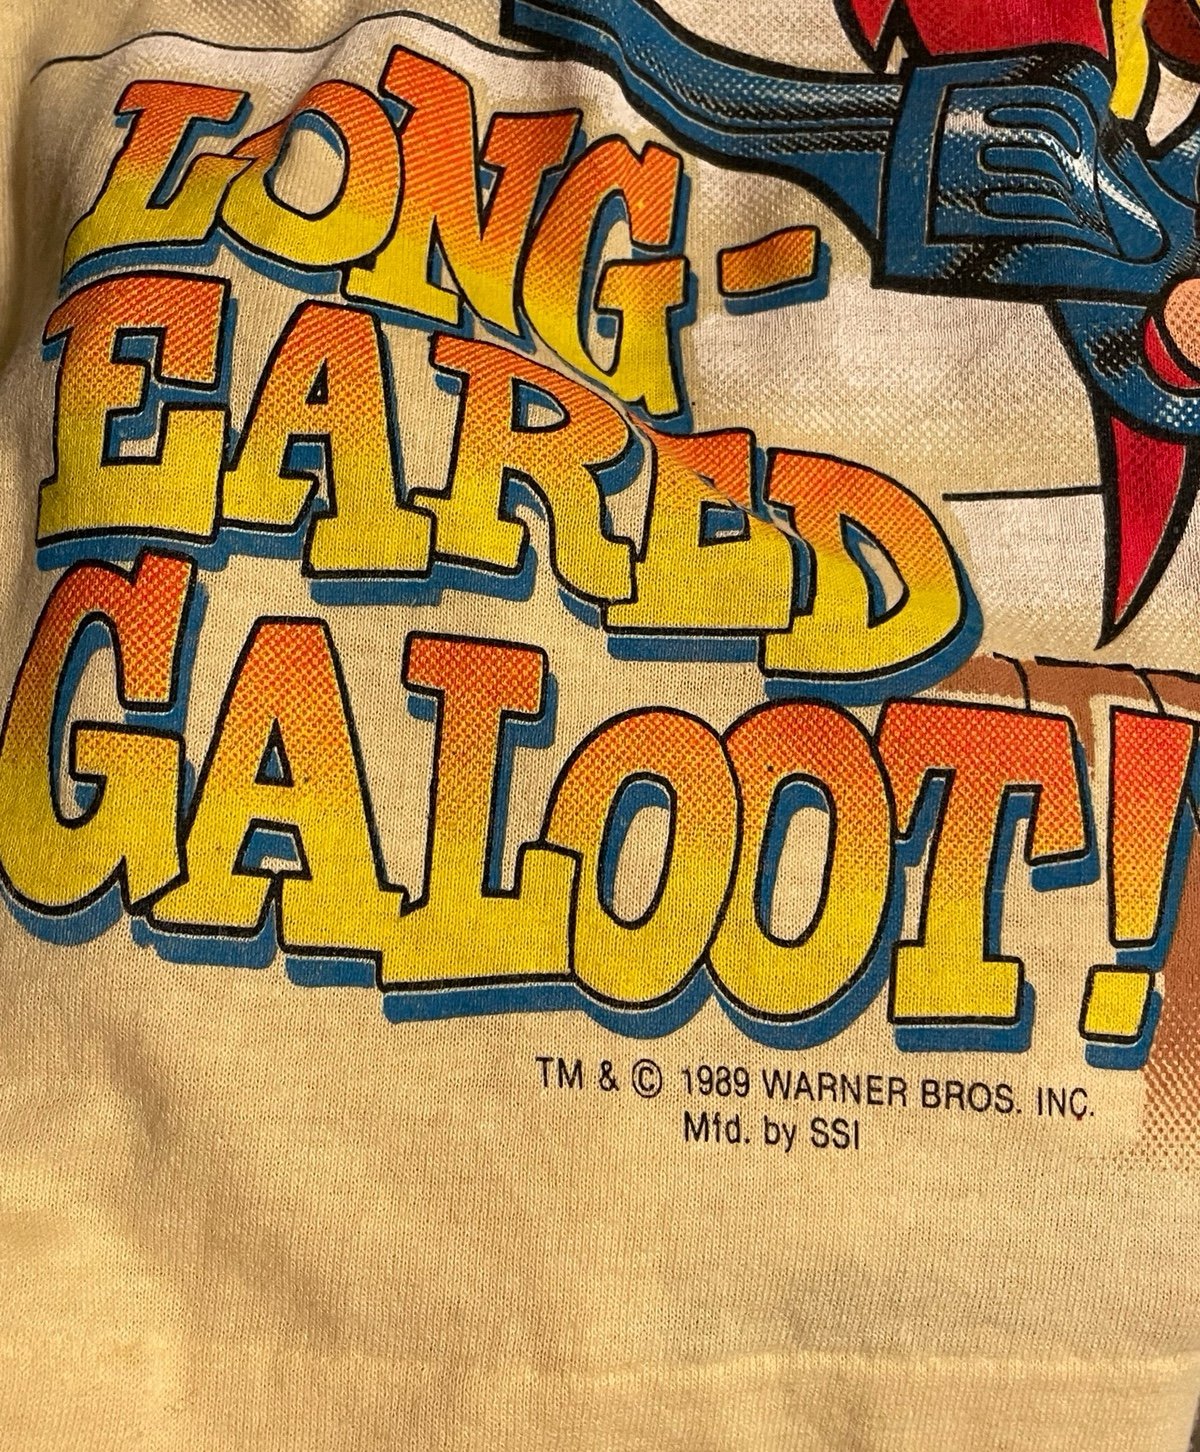 LONG-
EARED
GALOOT!
TM & © 1989 WARNER BROS. INC.
Mfd. by SSI